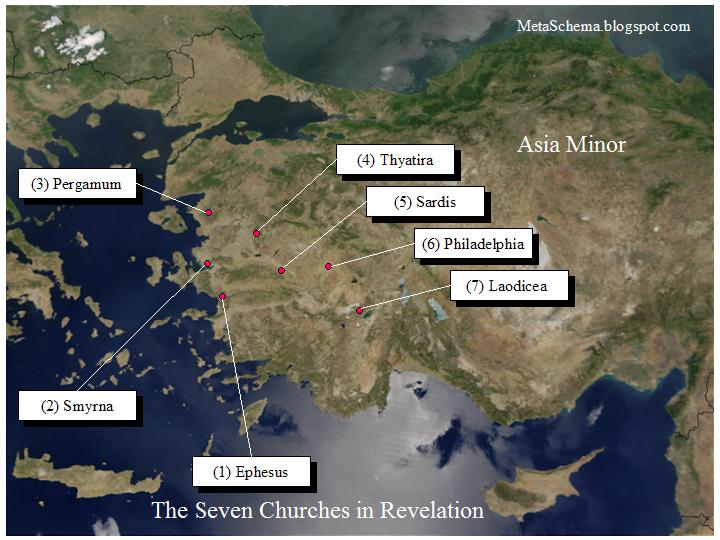 MetaSchema.blogspot.com
Asia Minor
(4) Thyatira
(3) Pergamum
(5) Sardis
(6) Philadelphia
(7) Laodicea
(2) Smyrna
(1) Ephesus
The Seven Churches in Revelation